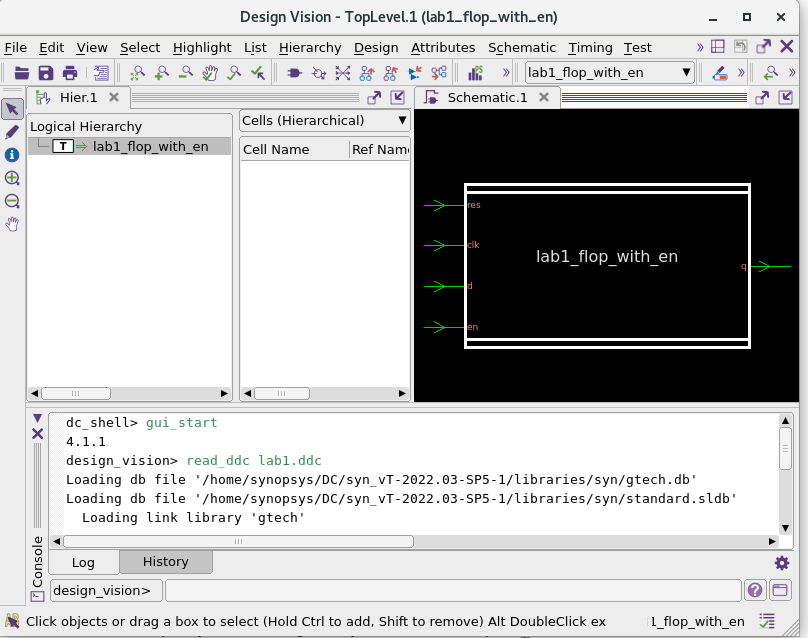 Design Vision - TopLevel.1 (lab1_flop_with_en)
File Edit View Select Highlight List Hierarchy Design Attributes Schematic Timing Test »
» lab1_flop_with_en » »
Hier.1
Schematic.1
Logical Hierarchy
T lab1_flop_with_en
Cells (Hierarchical)
Cell Name Ref Nam
res
clk
d
en
lab1_flop_with_en
q
dc_shell> gui_start
4.1.1
design_vision> read_ddc lab1.ddc
Loading db file '/home/synopsys/DC/syn_vT-2022.03-SP5-1/libraries/syn/gtech.db'
Loading db file '/home/synopsys/DC/syn_vT-2022.03-SP5-1/libraries/syn/standard.sldb'
Loading link library 'gtech'
Console
Log History
design_vision>
Click objects or drag a box to select (Hold Ctrl to add, Shift to remove) Alt DoubleClick ex
1_flop_with_en